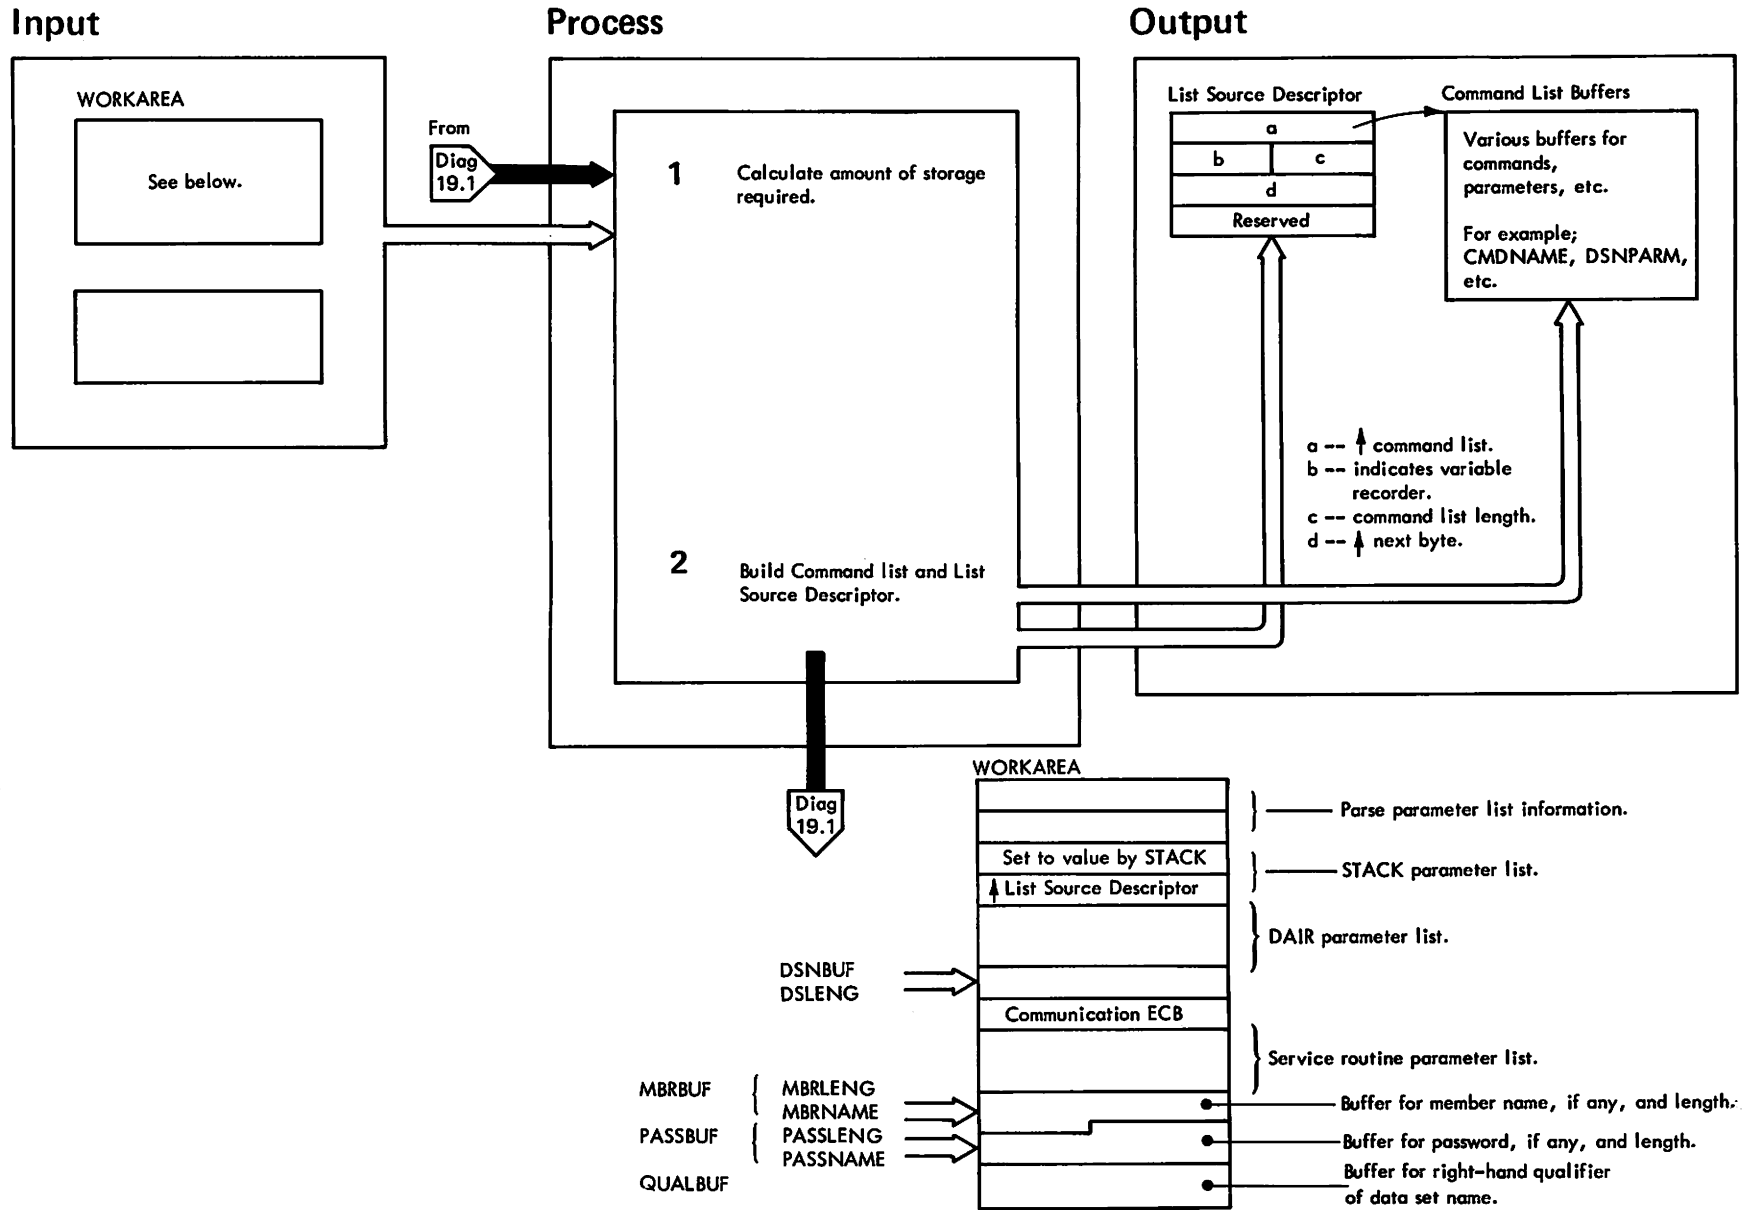 Input
Process
Output
WORKAREA
See below.
From
Diag
19.1
1
Calculate amount of storage
required.
2
Build Command list and List
Source Descriptor.
Diag
19.1
List Source Descriptor
a
b
c
d
Reserved
Command List Buffers
Various buffers for
commands,
parameters, etc.
For example;
CMDNAME, DSNPARM,
etc.
a -- ↑ command list.
b -- indicates variable
recorder.
c -- command list length.
d -- ↑ next byte.
WORKAREA
Parse parameter list information.
Set to value by STACK
↑ List Source Descriptor
STACK parameter list.
DAIR parameter list.
DSNBUF
DSLENG
Communication ECB
Service routine parameter list.
MBRBUF
MBRLENG
MBRNAME
Buffer for member name, if any, and length.
PASSBUF
PASSLENG
PASSNAME
Buffer for password, if any, and length.
QUALBUF
Buffer for right-hand qualifier
of data set name.